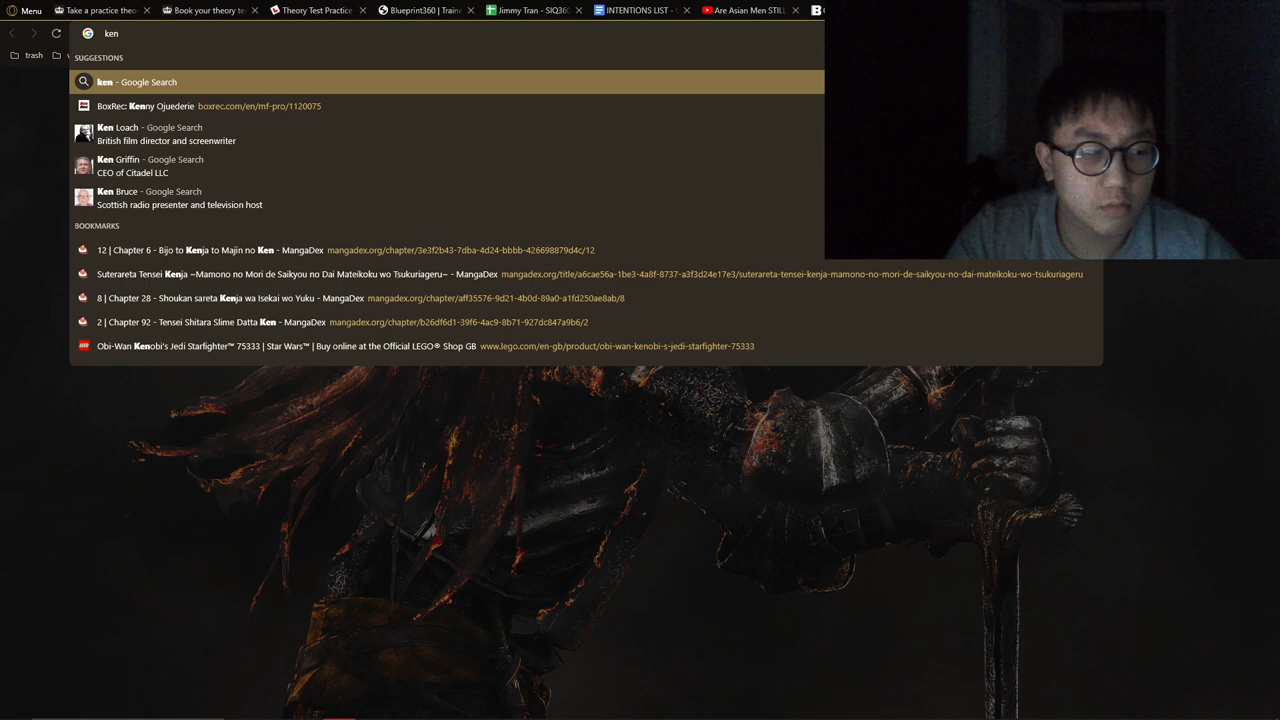 Menu
Take a practice theo
Book your theory te
Theory Test Practice
Blueprint360 | Traine
Jimmy Tran - SIQ360
INTENTIONS LIST - G
Are Asian Men STILL
B
ken
trash
SUGGESTIONS
ken - Google Search
BoxRec: Kenny Ojuederie boxrec.com/en/mf-pro/1120075
Ken Loach - Google Search
British film director and screenwriter
Ken Griffin - Google Search
CEO of Citadel LLC
Ken Bruce - Google Search
Scottish radio presenter and television host
BOOKMARKS
12 | Chapter 6 - Bijo to Kenja to Majin no Ken - MangaDex mangadex.org/chapter/3e3f2b43-7dba-4d24-bbbb-426698879d4c/12
Suterareta Tensei Kenja ~Mamono no Mori de Saikyou no Dai Mateikoku wo Tsukuriageru~ - MangaDex mangadex.org/title/a6cae56a-1be3-4a8f-8737-a3f3d24e17e3/suterareta-tensei-kenja-mamono-no-mori-de-saikyou-no-dai-mateikoku-wo-tsukuriageru
8 | Chapter 28 - Shoukan sareta Kenja wa Isekai wo Yuku - MangaDex mangadex.org/chapter/aff35576-9d21-4b0d-89a0-a1fd250ae8ab/8
2 | Chapter 92 - Tensei Shitara Slime Datta Ken - MangaDex mangadex.org/chapter/b26df6d1-39f6-4ac9-8b71-927dc847a9b6/2
Obi-Wan Kenobi's Jedi Starfighter™ 75333 | Star Wars™ | Buy online at the Official LEGO® Shop GB www.lego.com/en-gb/product/obi-wan-kenobi-s-jedi-starfighter-75333